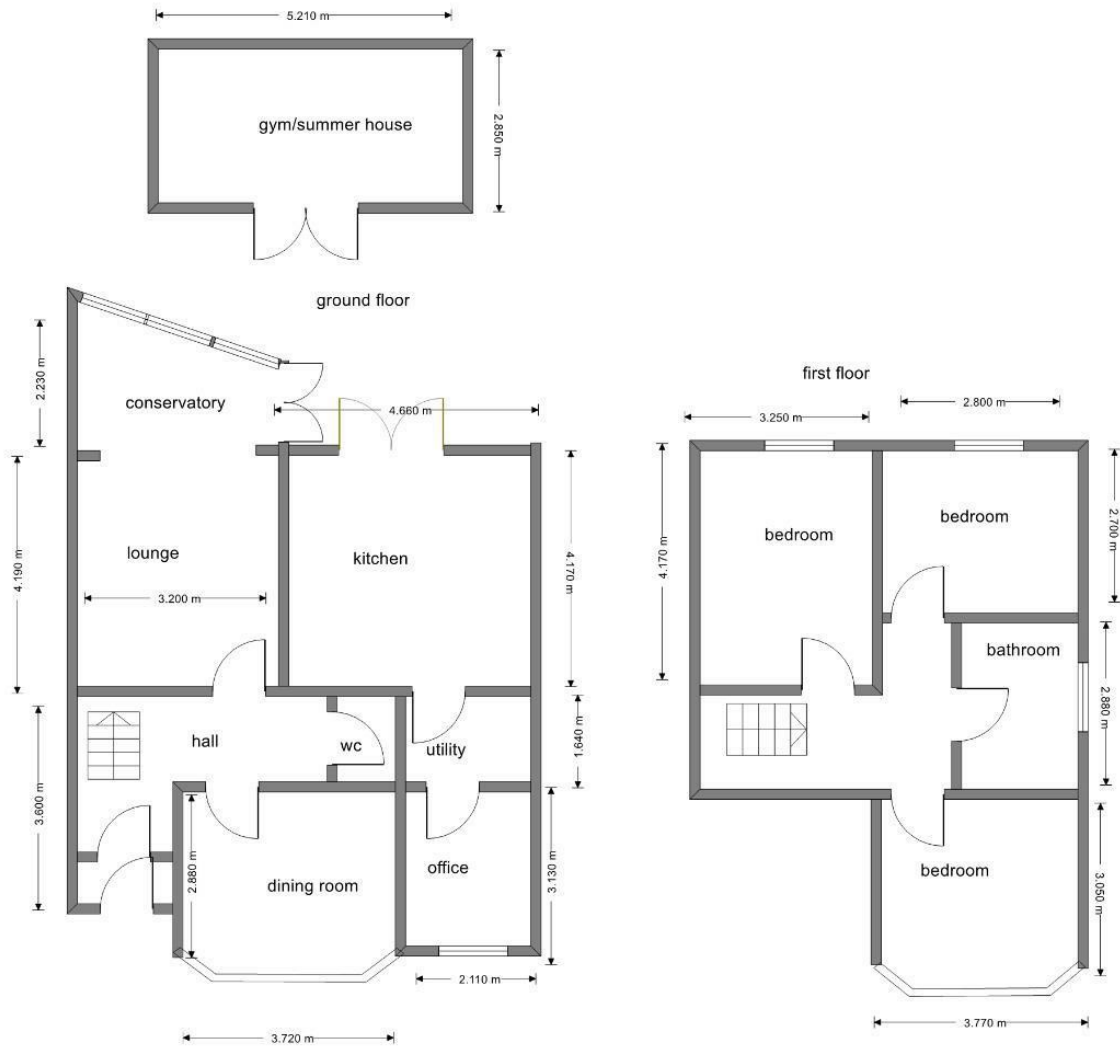 5.210 m
gym/summer house
2.850 m
ground floor
2.230 m
conservatory
4.660 m
4.190 m
lounge
3.200 m
kitchen
4.170 m
hall
wc
utility
1.640 m
3.600 m
2.880 m
dining room
office
3.130 m
2.110 m
3.720 m
first floor
3.250 m
2.800 m
4.170 m
bedroom
bedroom
2.700 m
bathroom
2.880 m
bedroom
3.050 m
3.770 m